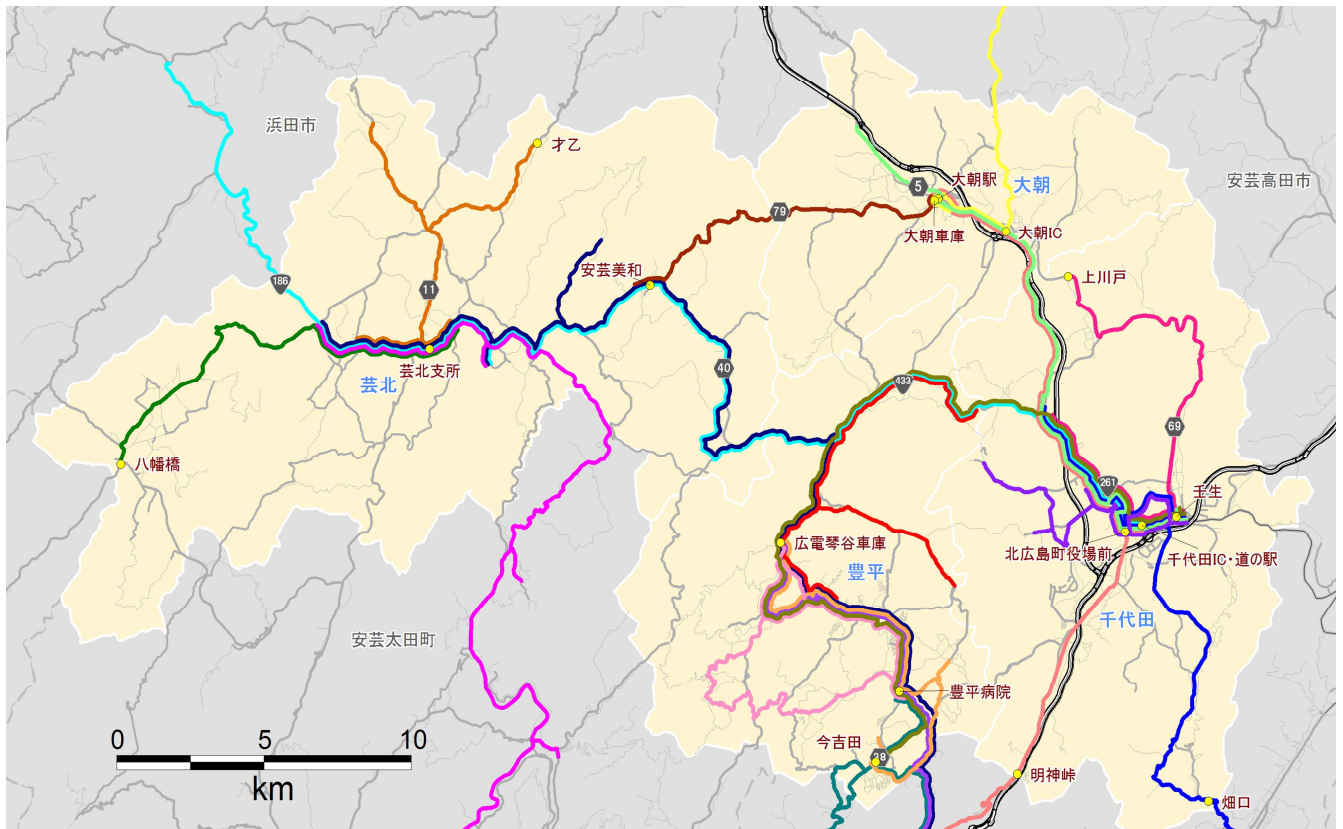 浜田市
才乙
大朝駅
5
大朝
安芸高田市
79
大朝車庫
大朝IC
安芸美和
上川戸
186
11
芸北支所
芸北
40
433
69
八幡橋
261
壬生
広電琴谷車庫
北広島町役場前
千代田IC・道の駅
豊平
安芸太田町
千代田
豊平病院
0 5 10
km
今吉田
38
明神峠
畑口